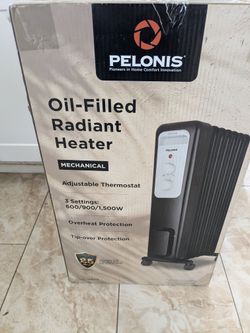 PELONIS
Pioneers in Home Comfort Innovation
Oil-Filled
Radiant
Heater
MECHANICAL
Adjustable Thermostat
3 Settings:
600/900/1,500W
Overheat Protection
Tip-over Protection